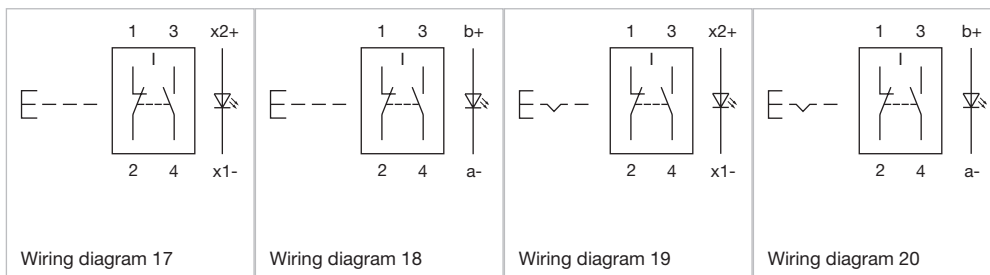 1 3 x2+
2 4 x1-
Wiring diagram 17
1 3 b+
2 4 a-
Wiring diagram 18
1 3 x2+
2 4 x1-
Wiring diagram 19
1 3 b+
2 4 a-
Wiring diagram 20